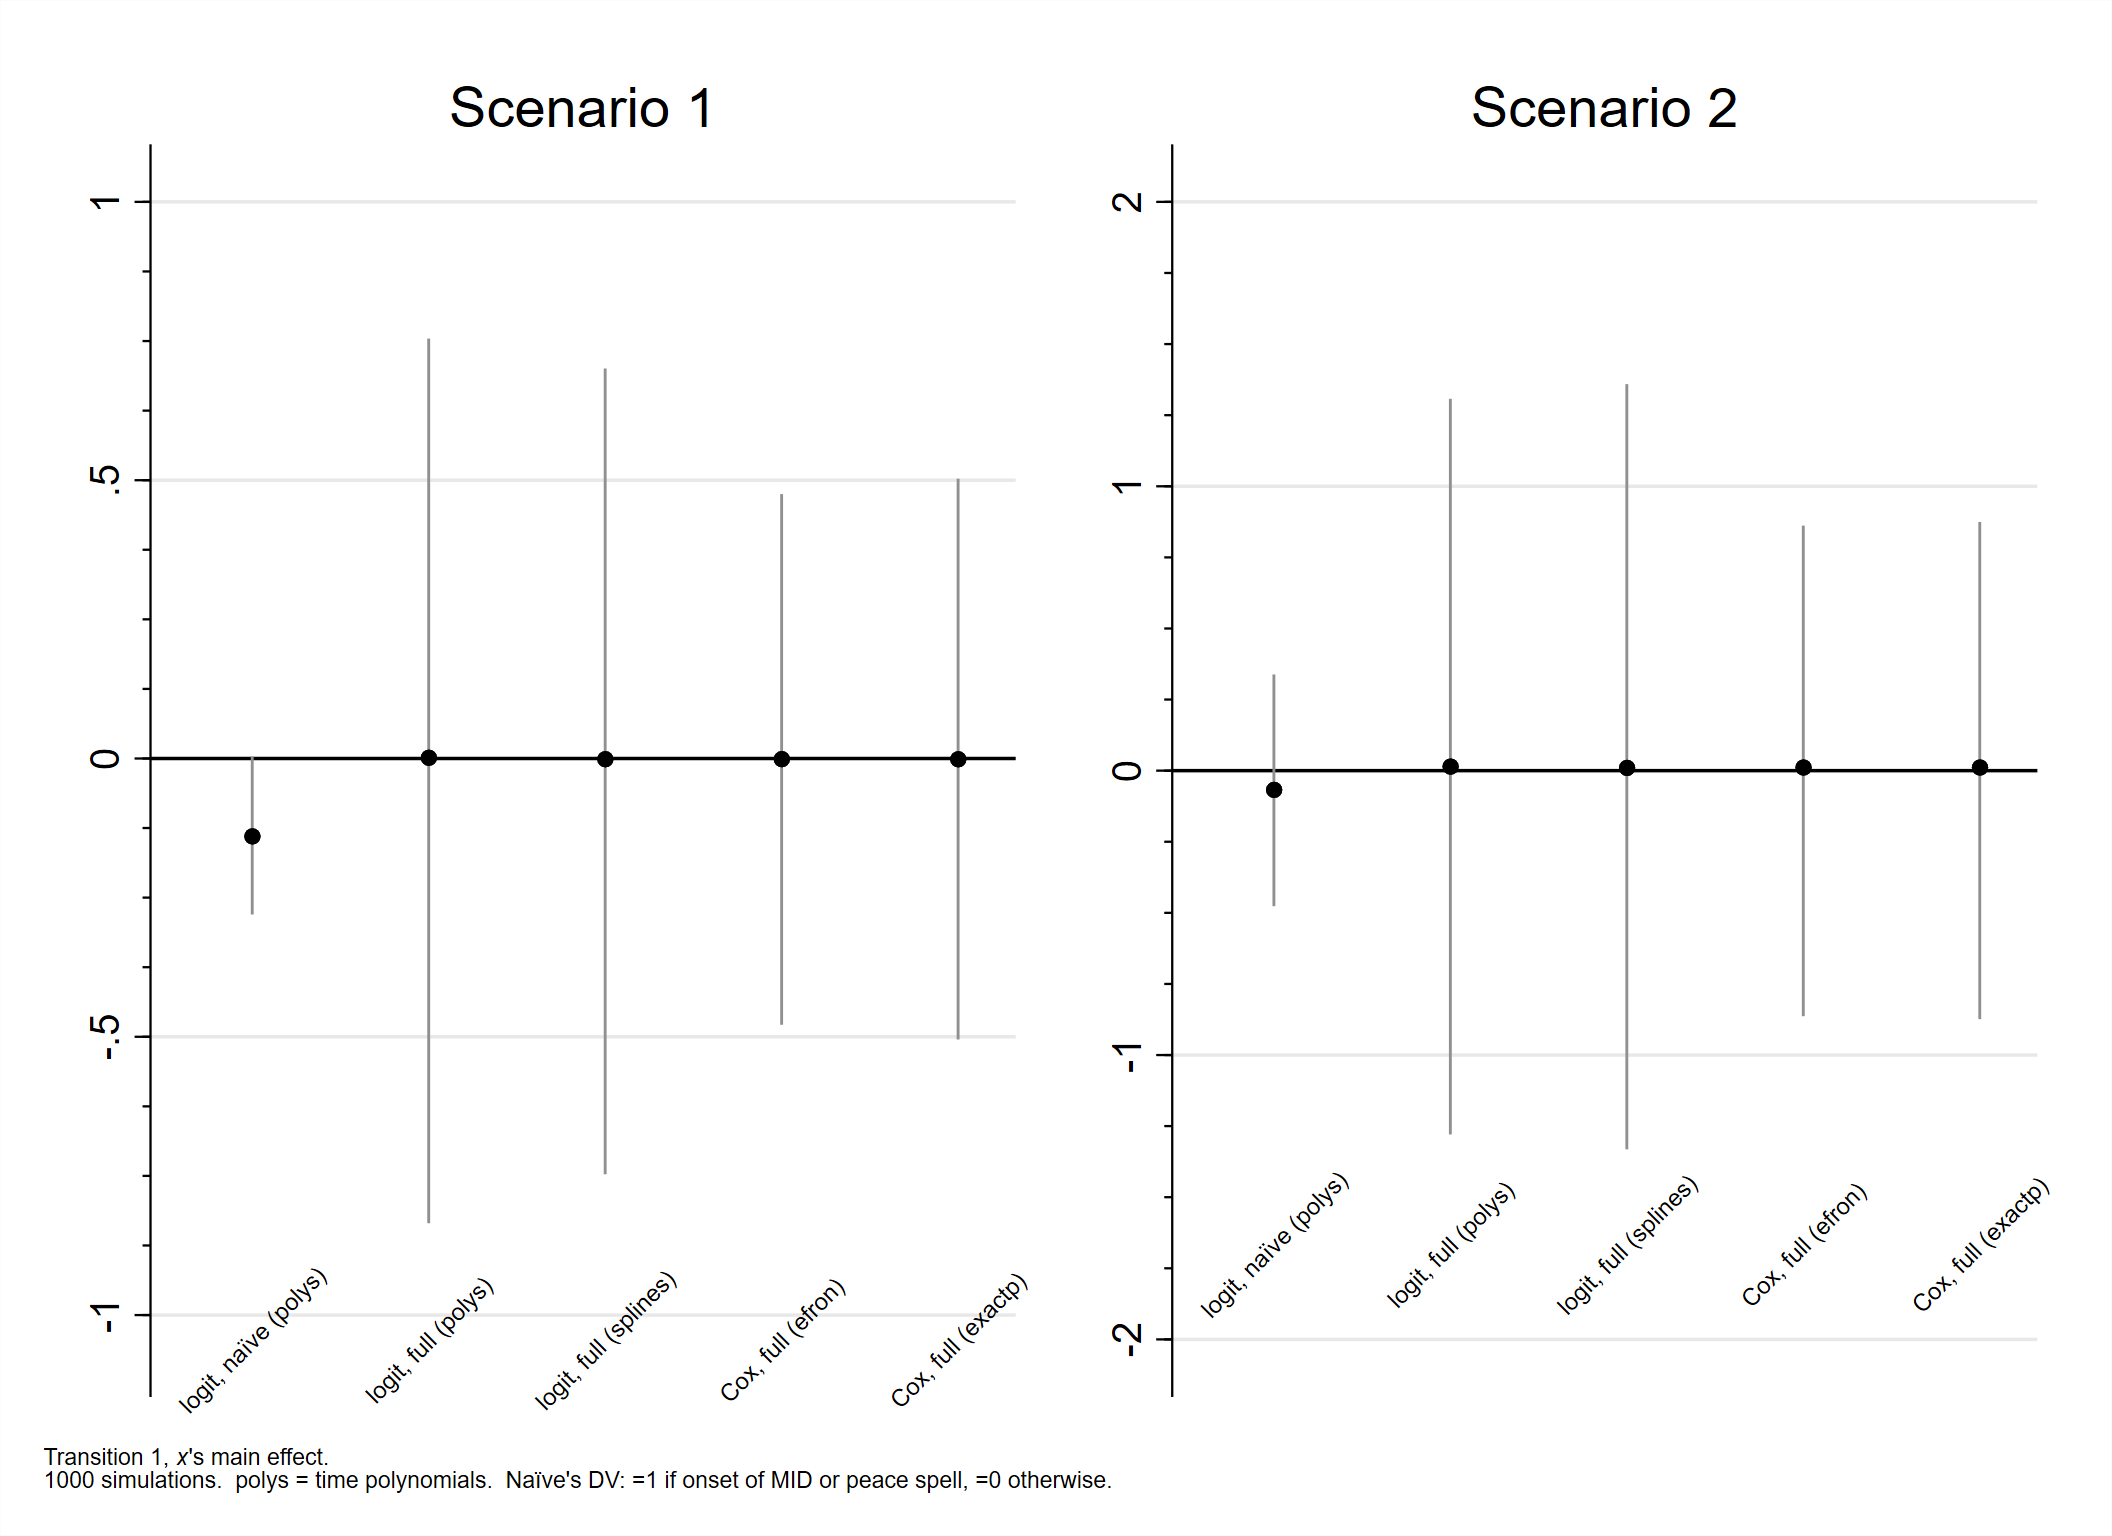 Scenario 1
1
.5
0
-.5
-1
logit, naïve (polys)
logit, full (polys)
logit, full (splines)
Cox, full (efron)
Cox, full (exactp)
Scenario 2
2
1
0
-1
-2
logit, naïve (polys)
logit, full (polys)
logit, full (splines)
Cox, full (efron)
Cox, full (exactp)
Transition 1, x's main effect.
1000 simulations.  polys = time polynomials.  Naïve's DV: =1 if onset of MID or peace spell, =0 otherwise.